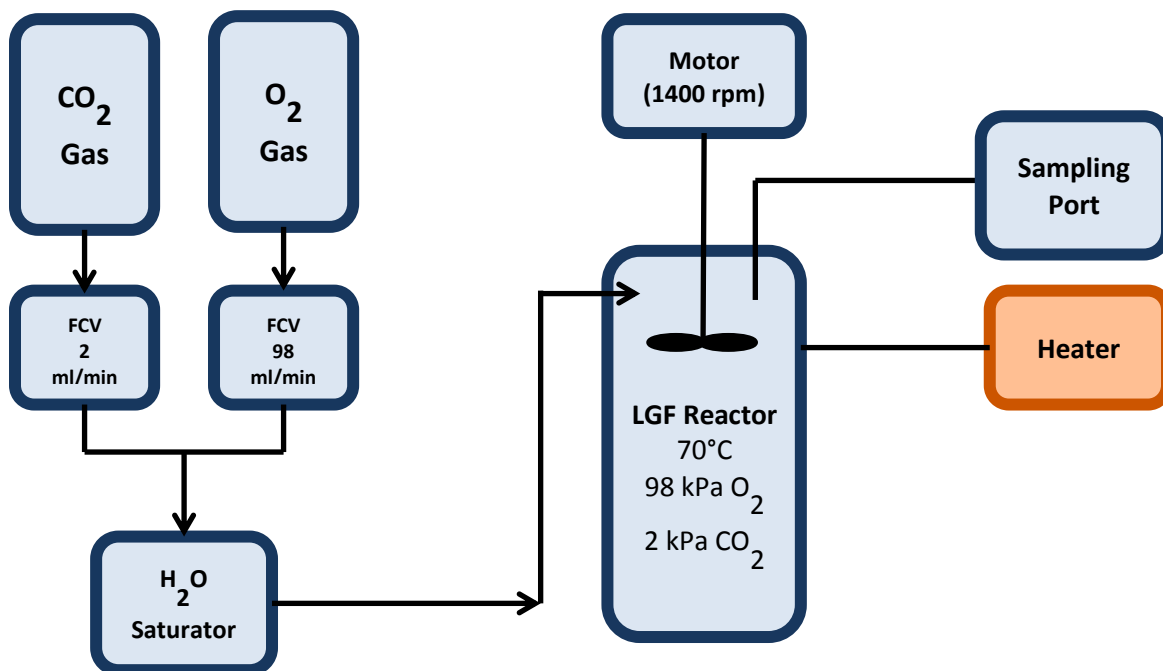 CO2
Gas
O2
Gas
FCV
2
ml/min
FCV
98
ml/min
H2O
Saturator
Motor
(1400 rpm)
Sampling
Port
Heater
LGF Reactor
70°C
98 kPa O2
2 kPa CO2